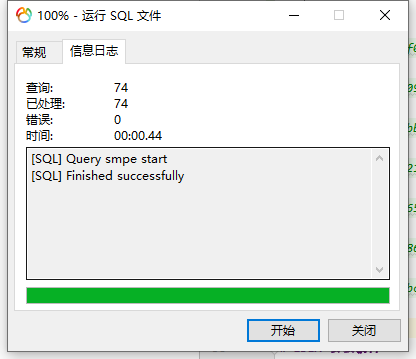 100% - 运行 SQL 文件
常规
信息日志
查询: 74
已处理: 74
错误: 0
时间: 00:00.44
[SQL] Query smpe start
[SQL] Finished successfully
开始
关闭